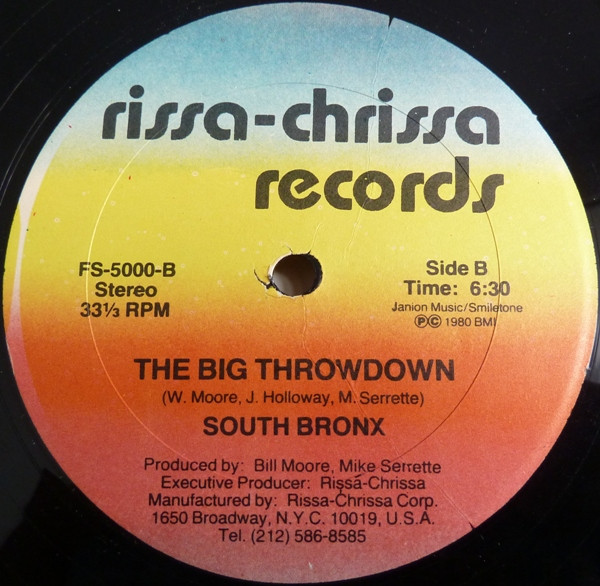 rissa-chrissa
records
FS-5000-B
Stereo
33⅓ RPM
Side B
Time: 6:30
Janion Music/Smiletone
ⓅⒸ 1980 BMI
THE BIG THROWDOWN
(W. Moore, J. Holloway, M. Serrette)
SOUTH BRONX
Produced by: Bill Moore, Mike Serrette
Executive Producer: Rissa-Chrissa
Manufactured by: Rissa-Chrissa Corp.
1650 Broadway, N.Y.C. 10019, U.S.A.
Tel. (212) 586-8585